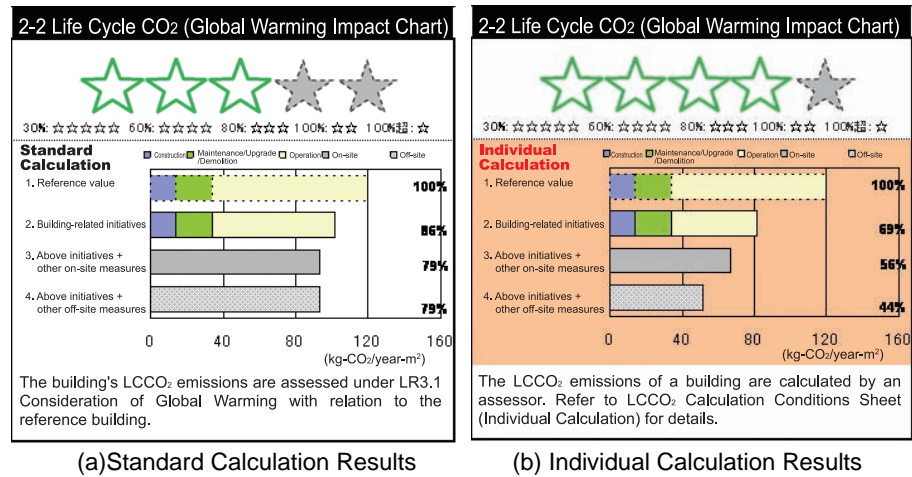 2-2 Life Cycle CO₂ (Global Warming Impact Chart)
30%: ☆☆☆☆☆ 60%: ☆☆☆☆ 80%: ☆☆☆ 100%: ☆☆ 100%超: ☆
Standard
Calculation
Construction Maintenance/Upgrade/Demolition Operation On-site Off-site
1. Reference value 100%
2. Building-related initiatives 86%
3. Above initiatives +
other on-site measures 79%
4. Above initiatives +
other off-site measures 79%
0 40 80 120 160
(kg-CO₂/year-m²)
The building's LCCO₂ emissions are assessed under LR3.1
Consideration of Global Warming with relation to the
reference building.
(a)Standard Calculation Results
2-2 Life Cycle CO₂ (Global Warming Impact Chart)
30%: ☆☆☆☆☆ 60%: ☆☆☆☆ 80%: ☆☆☆ 100%: ☆☆ 100%超: ☆
Individual
Calculation
Construction Maintenance/Upgrade/Demolition Operation On-site Off-site
1. Reference value 100%
2. Building-related initiatives 69%
3. Above initiatives +
other on-site measures 56%
4. Above initiatives +
other off-site measures 44%
0 40 80 120 160
(kg-CO₂/year-m²)
The LCCO₂ emissions of a building are calculated by an
assessor. Refer to LCCO₂ Calculation Conditions Sheet
(Individual Calculation) for details.
(b) Individual Calculation Results